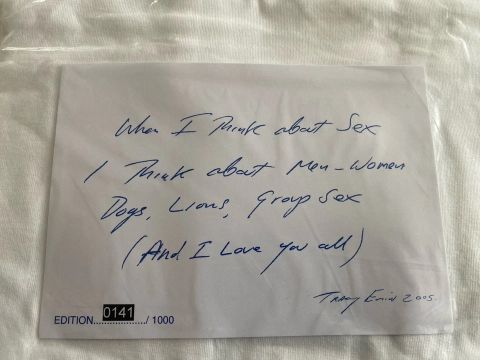 When I Think about Sex
I Think about Men-Women
Dogs, Lions, Group Sex
(And I Love you all)
Tracey Emin 2005.
EDITION..............0141............../ 1000